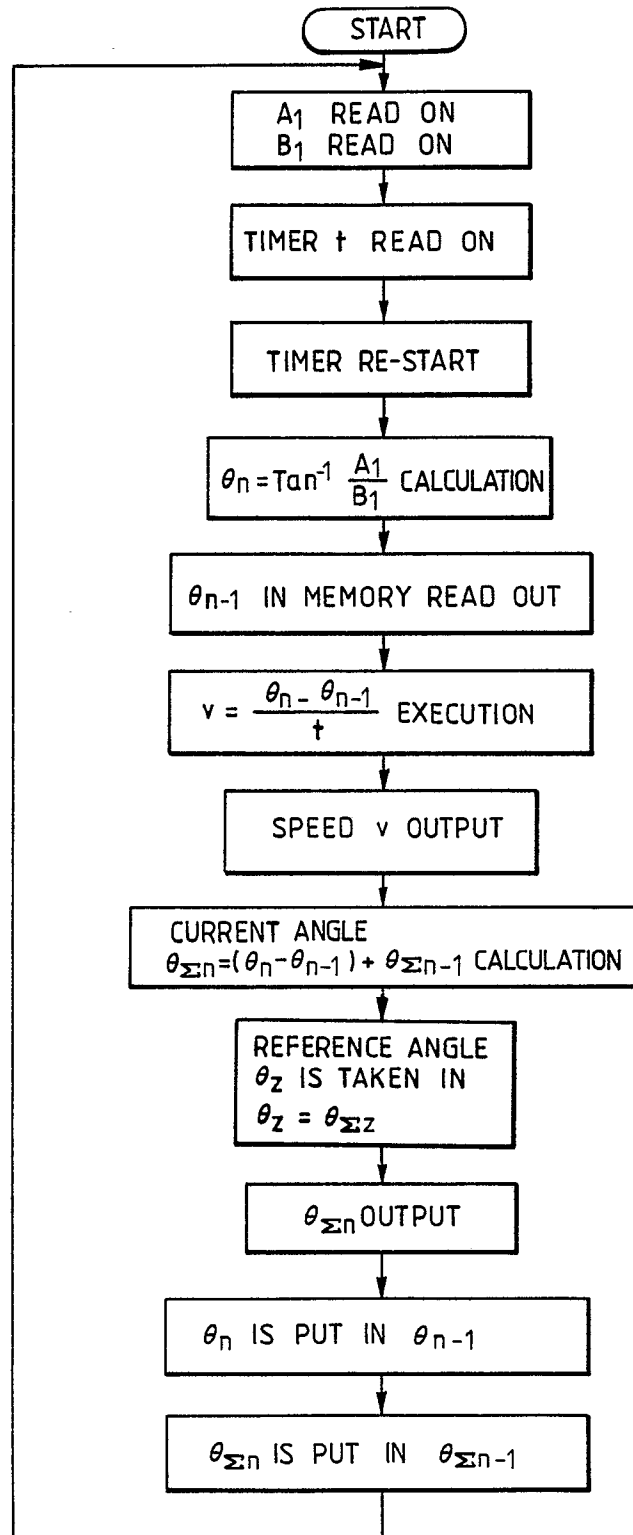 START
A₁ READ ON
B₁ READ ON
TIMER t READ ON
TIMER RE-START
θn = Tan⁻¹ A₁/B₁ CALCULATION
θn-1 IN MEMORY READ OUT
v = θn - θn-1 / t EXECUTION
SPEED v OUTPUT
CURRENT ANGLE
θΣn=(θn-θn-1) + θΣn-1 CALCULATION
REFERENCE ANGLE
θz IS TAKEN IN
θz = θΣz
θΣn OUTPUT
θn IS PUT IN θn-1
θΣn IS PUT IN θΣn-1